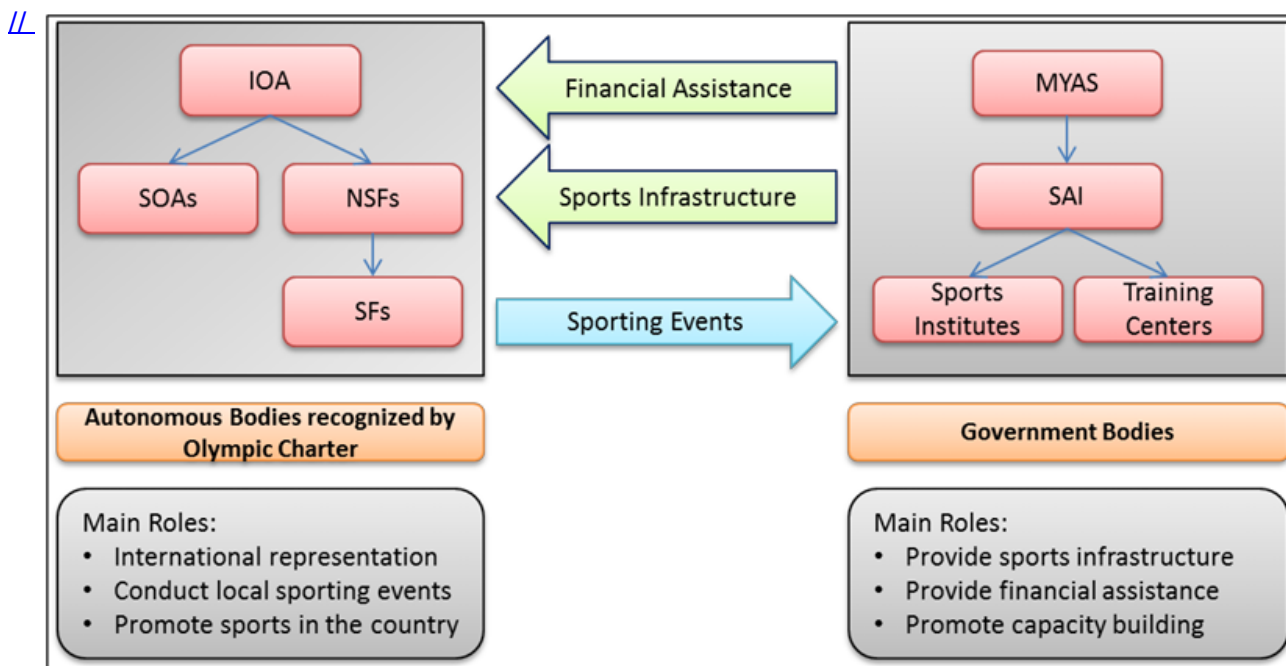 //
IOA
SOAs
NSFs
SFs
Financial Assistance
Sports Infrastructure
Sporting Events
MYAS
SAI
Sports
Institutes
Training
Centers
Autonomous Bodies recognized by
Olympic Charter
Government Bodies
Main Roles:
• International representation
• Conduct local sporting events
• Promote sports in the country
Main Roles:
• Provide sports infrastructure
• Provide financial assistance
• Promote capacity building